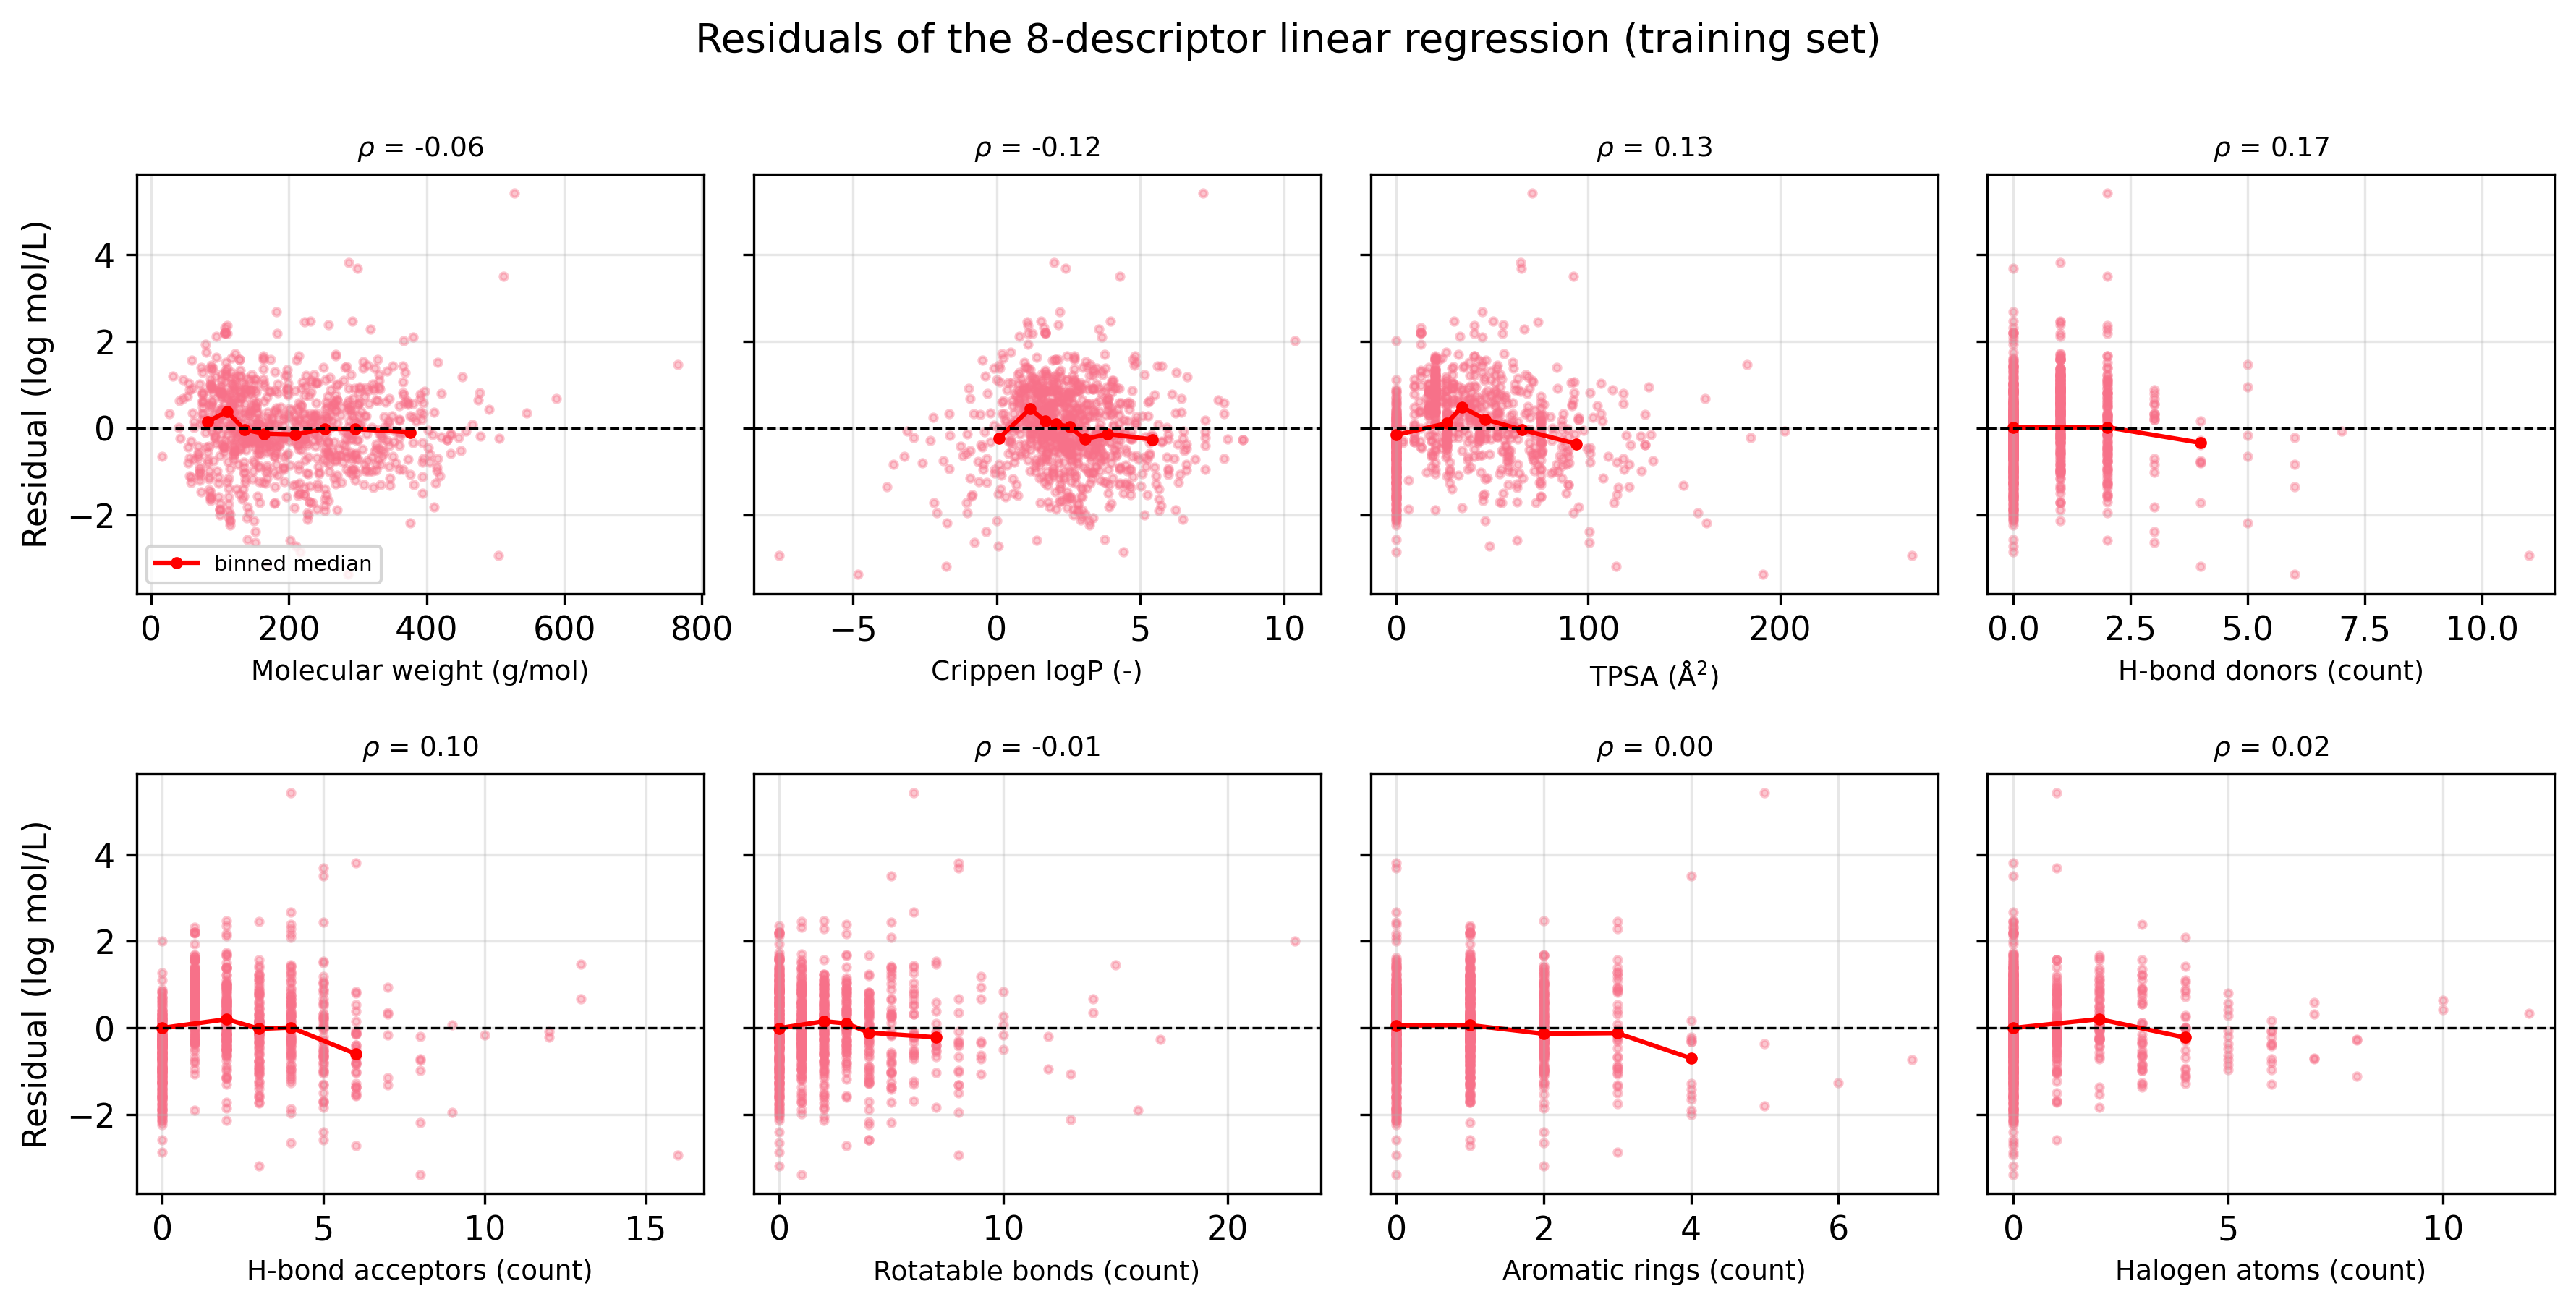 Residuals of the 8-descriptor linear regression (training set)
ρ = -0.06
ρ = -0.12
ρ = 0.13
ρ = 0.17
Residual (log mol/L)
4
2
0
−2
binned median
0 200 400 600 800
−5 0 5 10
0 100 200
0.0 2.5 5.0 7.5 10.0
Molecular weight (g/mol)
Crippen logP (-)
TPSA (Å²)
H-bond donors (count)
ρ = 0.10
ρ = -0.01
ρ = 0.00
ρ = 0.02
Residual (log mol/L)
4
2
0
−2
0 5 10 15
0 10 20
0 2 4 6
0 5 10
H-bond acceptors (count)
Rotatable bonds (count)
Aromatic rings (count)
Halogen atoms (count)